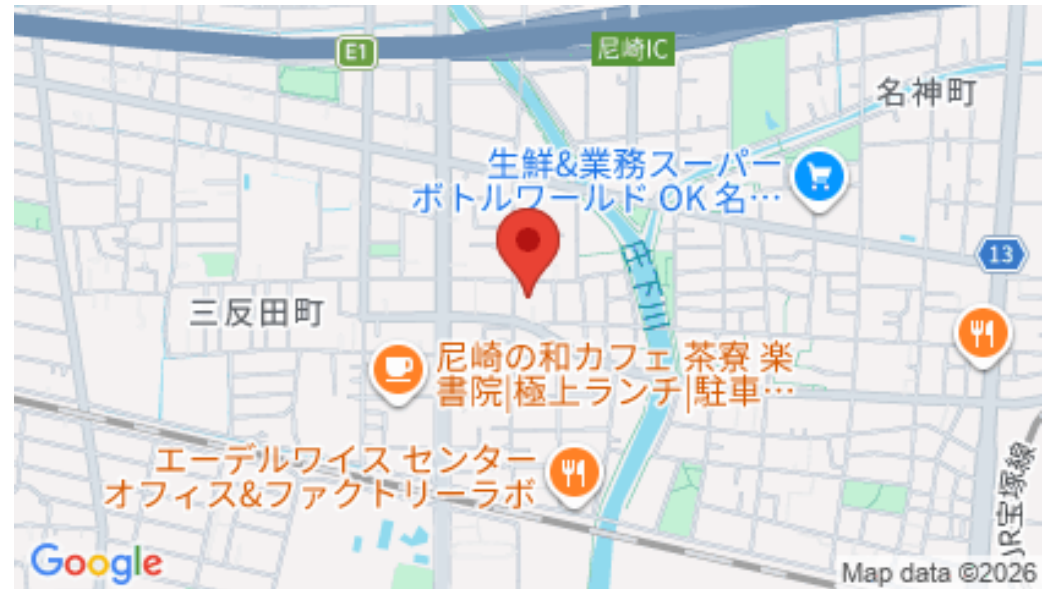 E1
尼崎IC
名神町
生鮮&業務スーパー
ボトルワールド OK 名…
庄下川
13
三反田町
尼崎の和カフェ 茶寮 楽
書院|極上ランチ|駐車…
エーデルワイス センター
オフィス&ファクトリーラボ
JR宝塚線
Google
Map data ©2026